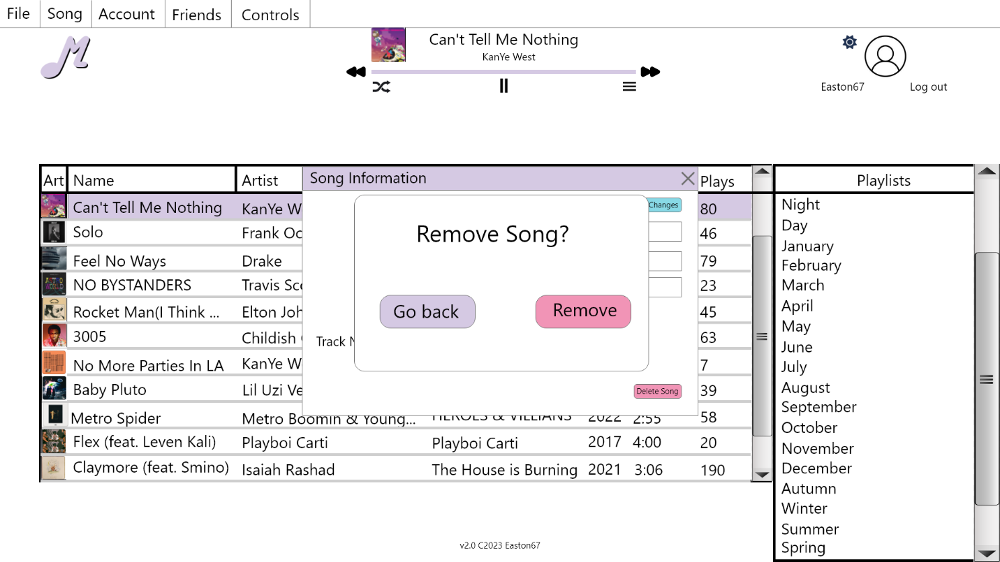 File Song Account Friends Controls
Can't Tell Me Nothing
KanYe West
Easton67 Log out
Art Name Artist Song Information Plays Playlists
Can't Tell Me Nothing KanYe W Changes 80
Solo Frank Oc 46
Feel No Ways Drake 79
NO BYSTANDERS Travis Sc 23
Rocket Man(I Think ... Elton Joh 45
3005 Childish 63
No More Parties In LA KanYe W 7
Baby Pluto Lil Uzi Ve 39
Metro Spider Metro Boomin & Young... HEROES & VILLIANS 2022 2:55 58
Flex (feat. Leven Kali) Playboi Carti Playboi Carti 2017 4:00 20
Claymore (feat. Smino) Isaiah Rashad The House is Burning 2021 3:06 190
Remove Song?
Go back Remove
Track N
Delete Song
Night
Day
January
February
March
April
May
June
July
August
September
October
November
December
Autumn
Winter
Summer
Spring
v2.0 C2023 Easton67